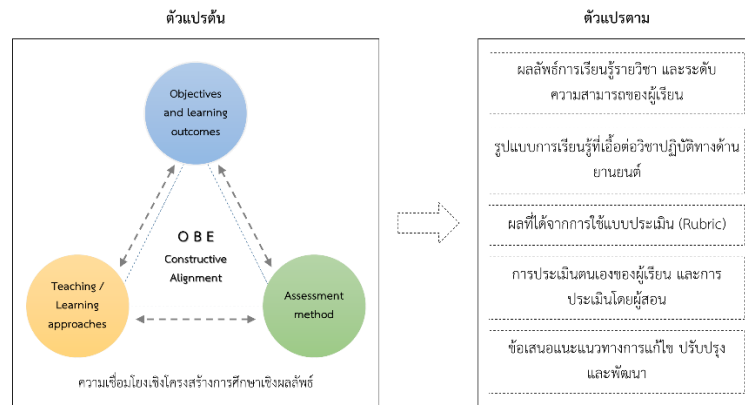 ตัวแปรต้น
ตัวแปรตาม
Objectives
and learning
outcomes
O B E
Constructive
Alignment
Teaching /
Learning
approaches
Assessment
method
ความเชื่อมโยงเชิงโครงสร้างการศึกษาเชิงผลลัพธ์
ผลลัพธ์การเรียนรู้รายวิชา และระดับ
ความสามารถของผู้เรียน
รูปแบบการเรียนรู้ที่เอื้อต่อวิชาปฏิบัติทางด้าน
ยานยนต์
ผลที่ได้จากการใช้แบบประเมิน (Rubric)
การประเมินตนเองของผู้เรียน และการ
ประเมินโดยผู้สอน
ข้อเสนอแนะแนวทางการแก้ไข ปรับปรุง
และพัฒนา